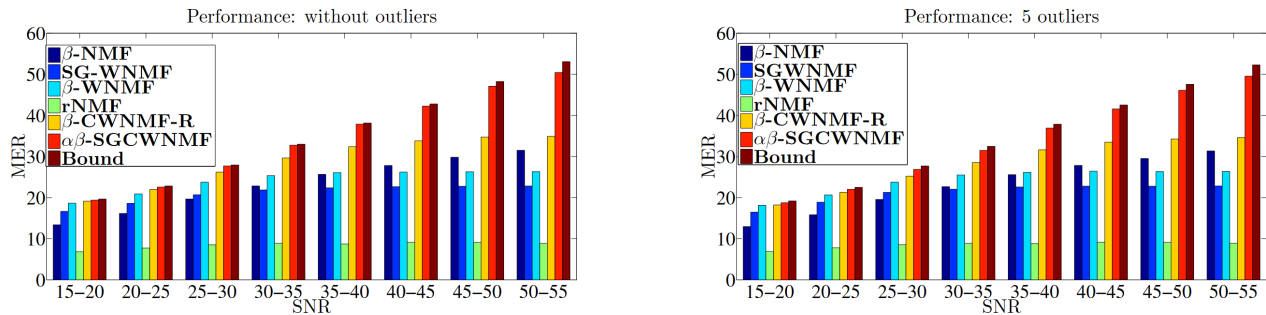 Performance: without outliers
MER
60
50
40
30
20
10
0
β-NMF
SG-WNMF
β-WNMF
rNMF
β-CWNMF-R
αβ-SGCWNMF
Bound
15–20 20–25 25–30 30–35 35–40 40–45 45–50 50–55
SNR
Performance: 5 outliers
MER
60
50
40
30
20
10
0
β-NMF
SGWNMF
β-WNMF
rNMF
β-CWNMF-R
αβ-SGCWNMF
Bound
15–20 20–25 25–30 30–35 35–40 40–45 45–50 50–55
SNR